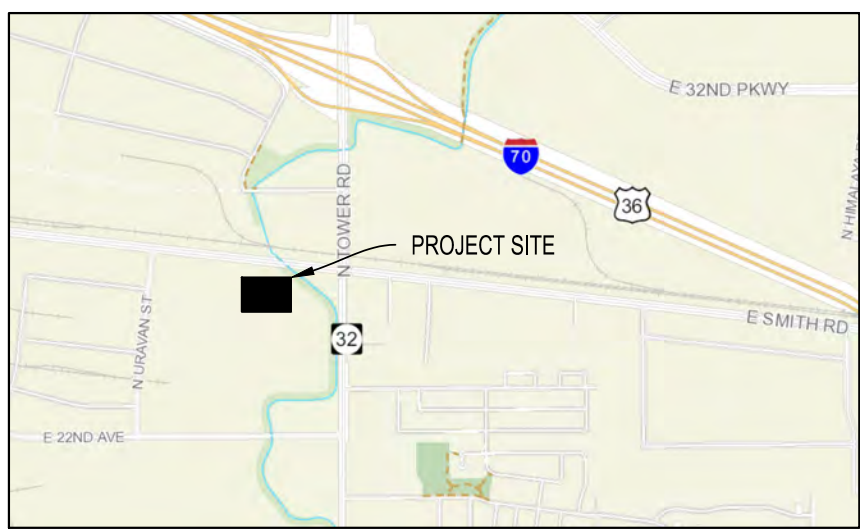 E 32ND PKWY
70
N TOWER RD
36
N HIMALAYA
PROJECT SITE
E SMITH RD
N URAVAN ST
32
E 22ND AVE